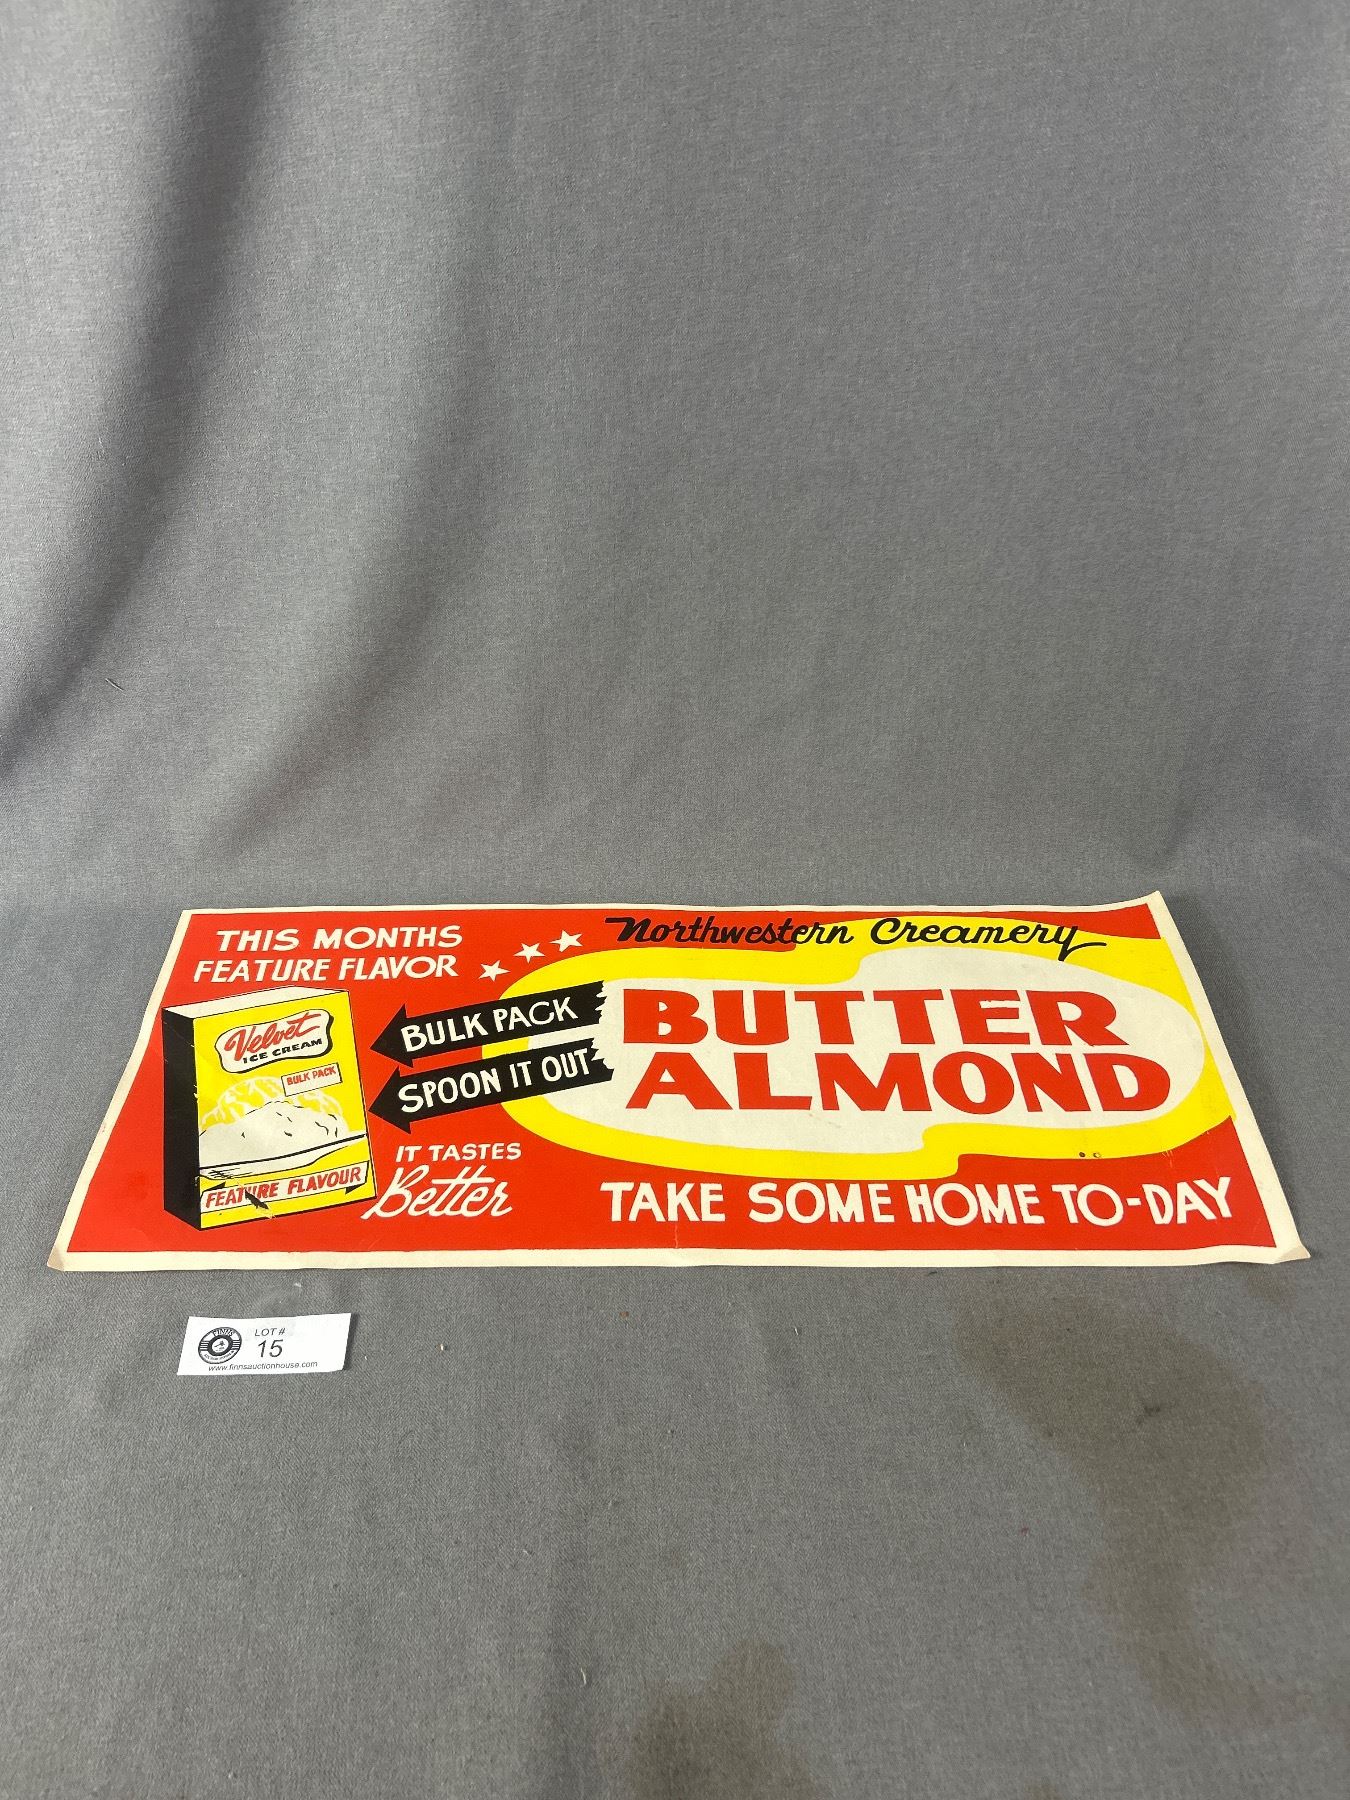 THIS MONTHS
FEATURE FLAVOR
Northwestern Creamery
BULK PACK
SPOON IT OUT
BUTTER
ALMOND
Velvet
ICE CREAM
BULK PACK
FEATURE FLAVOUR
IT TASTES
Better
TAKE SOME HOME TO-DAY
FINN'S
LOT #
15
www.finnsauctionhouse.com